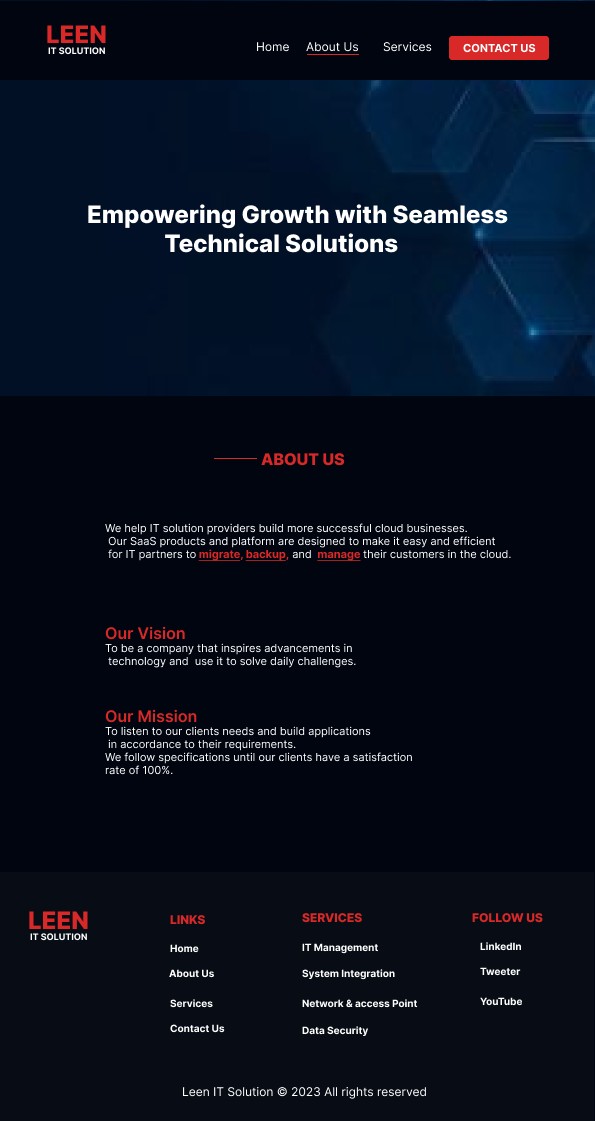 LEEN
IT SOLUTION
Home About Us Services CONTACT US
Empowering Growth with Seamless
Technical Solutions
ABOUT US
We help IT solution providers build more successful cloud businesses.
Our SaaS products and platform are designed to make it easy and efficient
for IT partners to migrate, backup, and manage their customers in the cloud.
Our Vision
To be a company that inspires advancements in
technology and use it to solve daily challenges.
Our Mission
To listen to our clients needs and build applications
in accordance to their requirements.
We follow specifications until our clients have a satisfaction
rate of 100%.
LEEN
IT SOLUTION
LINKS
Home
About Us
Services
Contact Us
SERVICES
IT Management
System Integration
Network & access Point
Data Security
FOLLOW US
LinkedIn
Tweeter
YouTube
Leen IT Solution © 2023 All rights reserved